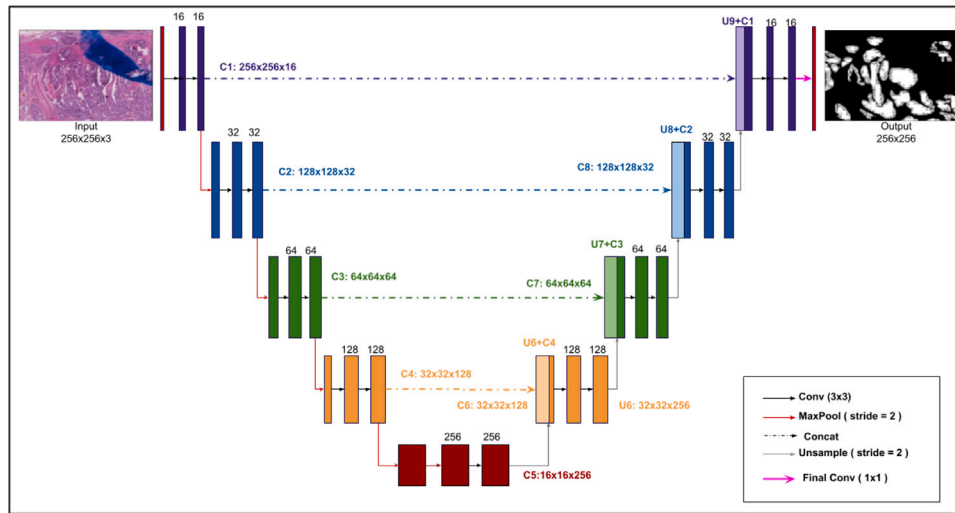 16 16
U9+C1
16 16
C1: 256x256x16
Input
256x256x3
Output
256x256
32 32
U8+C2
32 32
C2: 128x128x32
C8: 128x128x32
64 64
U7+C3
64 64
C3: 64x64x64
C7: 64x64x64
128 128
U6+C4
128 128
C4: 32x32x128
C6: 32x32x128
U6: 32x32x256
256 256
C5:16x16x256
Conv (3x3)
MaxPool ( stride = 2 )
Concat
Unsample ( stride = 2 )
Final Conv ( 1x1 )